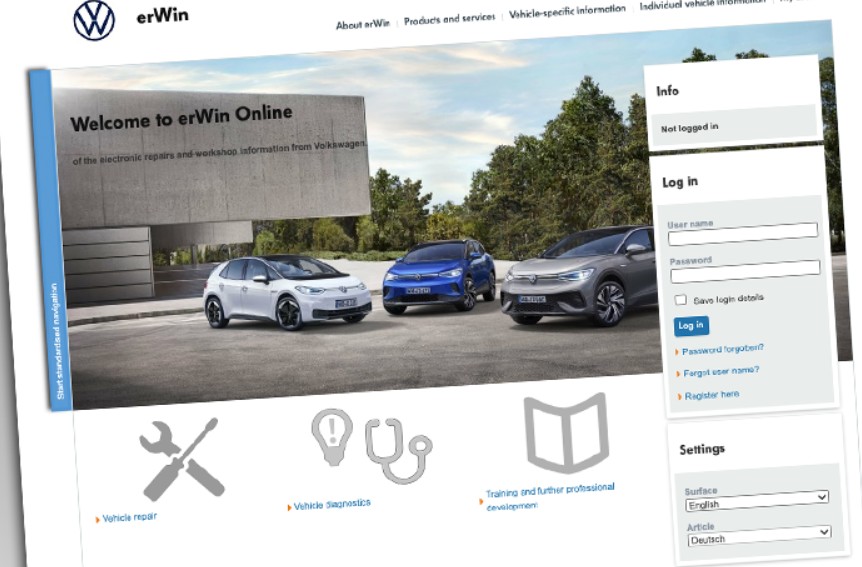 erWin
About erWin
Products and services
Vehicle-specific information
Individual vehicle information
Welcome to erWin Online
of the electronic repairs and workshop information from Volkswagen
Info
Not logged in
Log in
User name
Password
Save login details
Log in
Password forgotten?
Forgot user name?
Register here
Settings
Surface
English
Article
Deutsch
Start standardised navigation
Vehicle repair
Vehicle diagnostics
Training and further professional
development